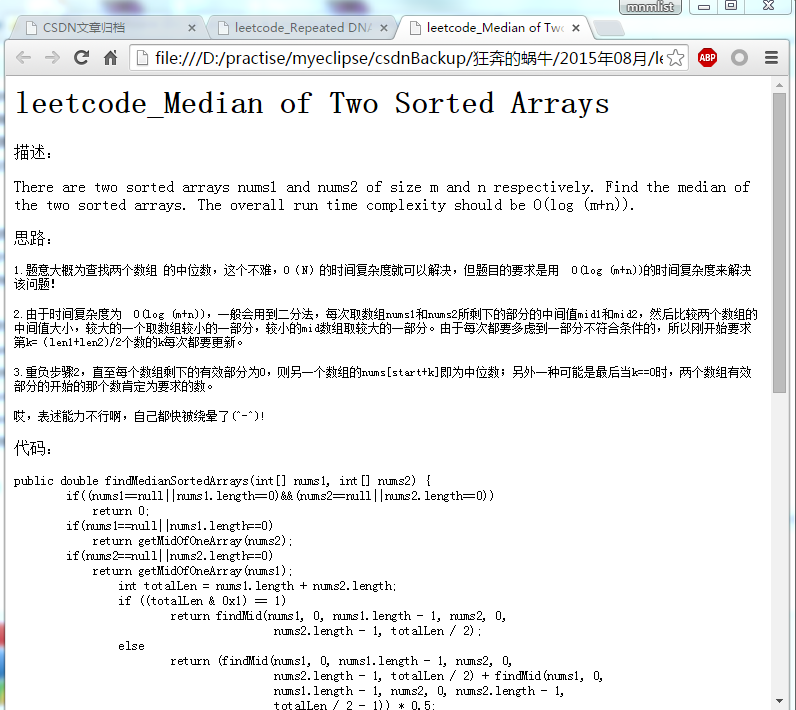 mnmlist
CSDN文章归档
leetcode_Repeated DNA
leetcode_Median of Two
file:///D:/practise/myeclipse/csdnBackup/狂奔的蜗牛/2015年08月/le
ABP
leetcode_Median of Two Sorted Arrays
描述：
There are two sorted arrays nums1 and nums2 of size m and n respectively. Find the median of
the two sorted arrays. The overall run time complexity should be O(log (m+n)).
思路：
1.题意大概为查找两个数组 的中位数，这个不难，O（N）的时间复杂度就可以解决，但题目的要求是用  O(log (m+n))的时间复杂度来解决
该问题！
2.由于时间复杂度为  O(log (m+n))，一般会用到二分法，每次取数组nums1和nums2所剩下的部分的中间值mid1和mid2，然后比较两个数组的
中间值大小，较大的一个取数组较小的一部分，较小的mid数组取较大的一部分。由于每次都要多虑到一部分不符合条件的，所以刚开始要求
第k=（len1+len2)/2个数的k每次都要更新。
3.重负步骤2，直至每个数组剩下的有效部分为0，则另一个数组的nums[start+k]即为中位数；另外一种可能是最后当k==0时，两个数组有效
部分的开始的那个数肯定为要求的数。
哎，表述能力不行啊，自己都快被绕晕了(^-^)!
代码：
public double findMedianSortedArrays(int[] nums1, int[] nums2) {
if((nums1==null||nums1.length==0)&&(nums2==null||nums2.length==0))
return 0;
if(nums1==null||nums1.length==0)
return getMidOfOneArray(nums2);
if(nums2==null||nums2.length==0)
return getMidOfOneArray(nums1);
int totalLen = nums1.length + nums2.length;
if ((totalLen & 0x1) == 1)
return findMid(nums1, 0, nums1.length - 1, nums2, 0,
nums2.length - 1, totalLen / 2);
else
return (findMid(nums1, 0, nums1.length - 1, nums2, 0,
nums2.length - 1, totalLen / 2) + findMid(nums1, 0,
nums1.length - 1, nums2, 0, nums2.length - 1,
totalLen / 2 - 1)) * 0.5;